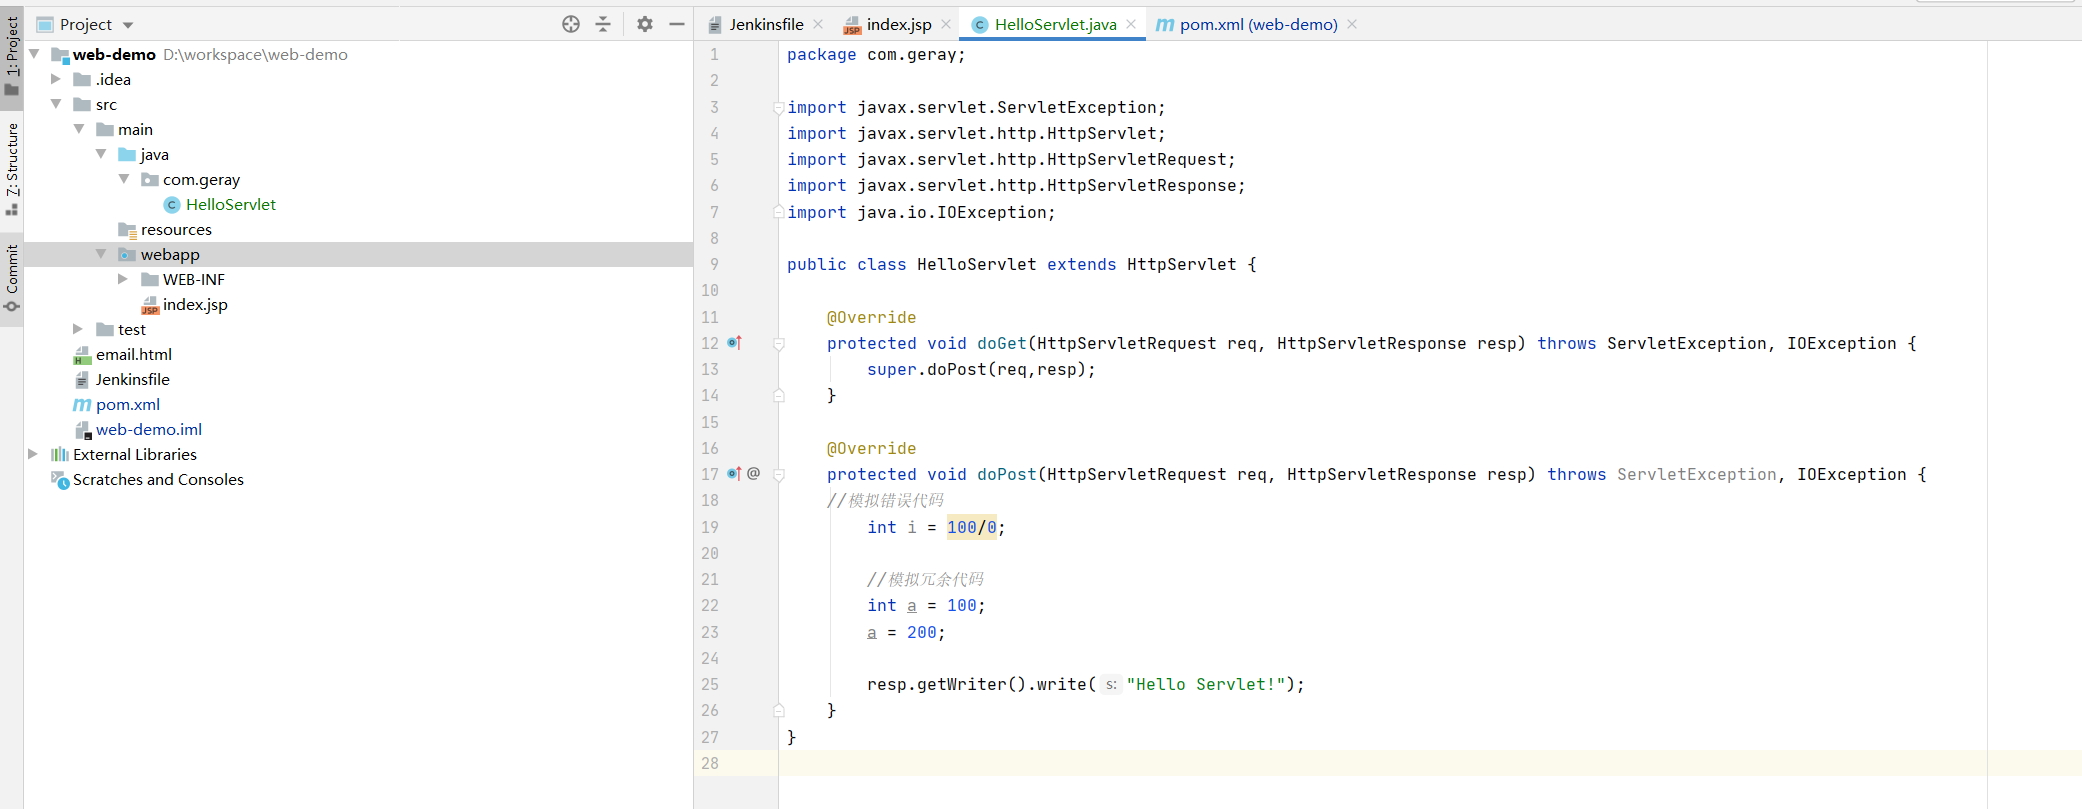 Project
1: Project
Z: Structure
Commit
web-demo D:\workspace\web-demo
.idea
src
main
java
com.geray
HelloServlet
resources
webapp
WEB-INF
index.jsp
test
email.html
Jenkinsfile
pom.xml
web-demo.iml
External Libraries
Scratches and Consoles
Jenkinsfile index.jsp HelloServlet.java pom.xml (web-demo)
1 package com.geray;
2
3 import javax.servlet.ServletException;
4 import javax.servlet.http.HttpServlet;
5 import javax.servlet.http.HttpServletRequest;
6 import javax.servlet.http.HttpServletResponse;
7 import java.io.IOException;
8
9 public class HelloServlet extends HttpServlet {
10
11 @Override
12 protected void doGet(HttpServletRequest req, HttpServletResponse resp) throws ServletException, IOException {
13 super.doPost(req,resp);
14 }
15
16 @Override
17 @ protected void doPost(HttpServletRequest req, HttpServletResponse resp) throws ServletException, IOException {
18 //模拟错误代码
19 int i = 100/0;
20
21 //模拟冗余代码
22 int a = 100;
23 a = 200;
24
25 resp.getWriter().write( s: "Hello Servlet!");
26 }
27 }
28